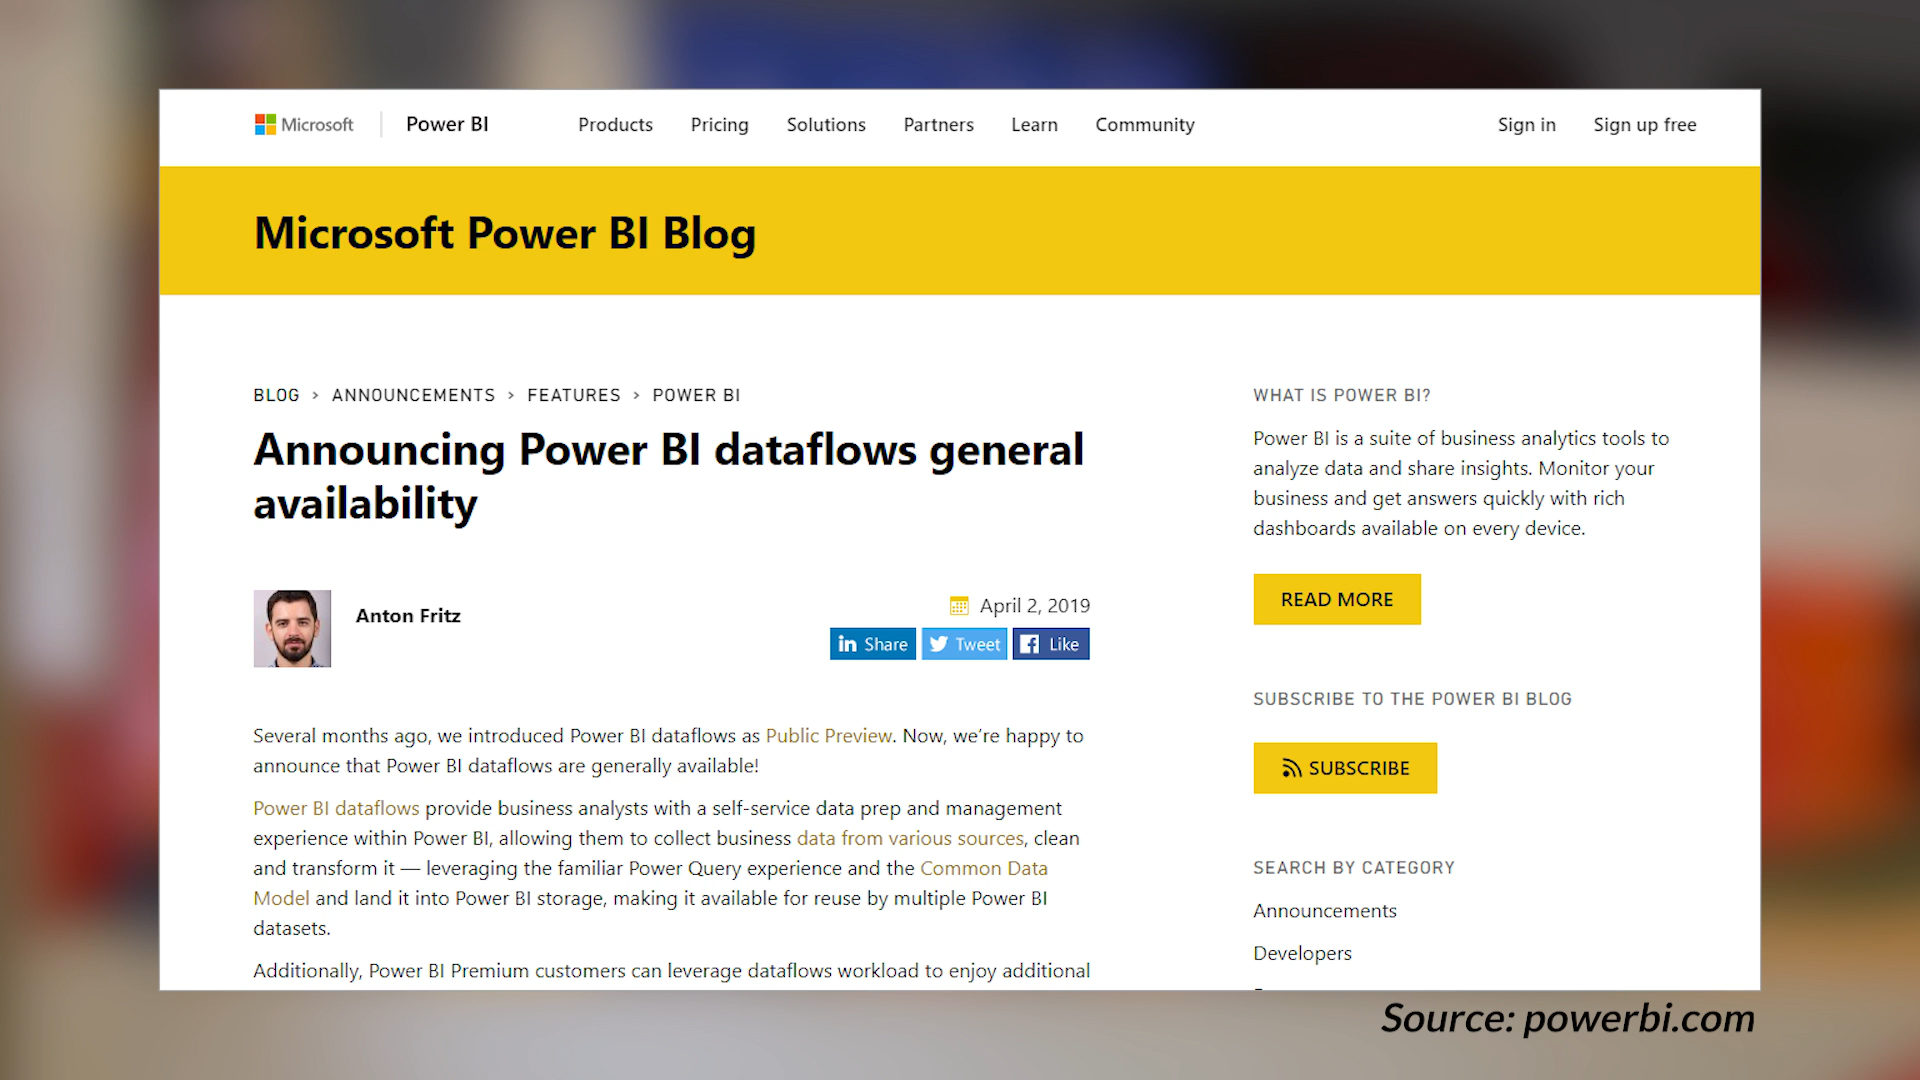 Microsoft Power BI Products Pricing Solutions Partners Learn Community Sign in Sign up free
Microsoft Power BI Blog
BLOG > ANNOUNCEMENTS > FEATURES > POWER BI
Announcing Power BI dataflows general
availability
Anton Fritz
April 2, 2019
in Share Tweet Like
Several months ago, we introduced Power BI dataflows as Public Preview. Now, we're happy to
announce that Power BI dataflows are generally available!
Power BI dataflows provide business analysts with a self-service data prep and management
experience within Power BI, allowing them to collect business data from various sources, clean
and transform it — leveraging the familiar Power Query experience and the Common Data
Model and land it into Power BI storage, making it available for reuse by multiple Power BI
datasets.
Additionally, Power BI Premium customers can leverage dataflows workload to enjoy additional
WHAT IS POWER BI?
Power BI is a suite of business analytics tools to
analyze data and share insights. Monitor your
business and get answers quickly with rich
dashboards available on every device.
READ MORE
SUBSCRIBE TO THE POWER BI BLOG
SUBSCRIBE
SEARCH BY CATEGORY
Announcements
Developers
Source: powerbi.com